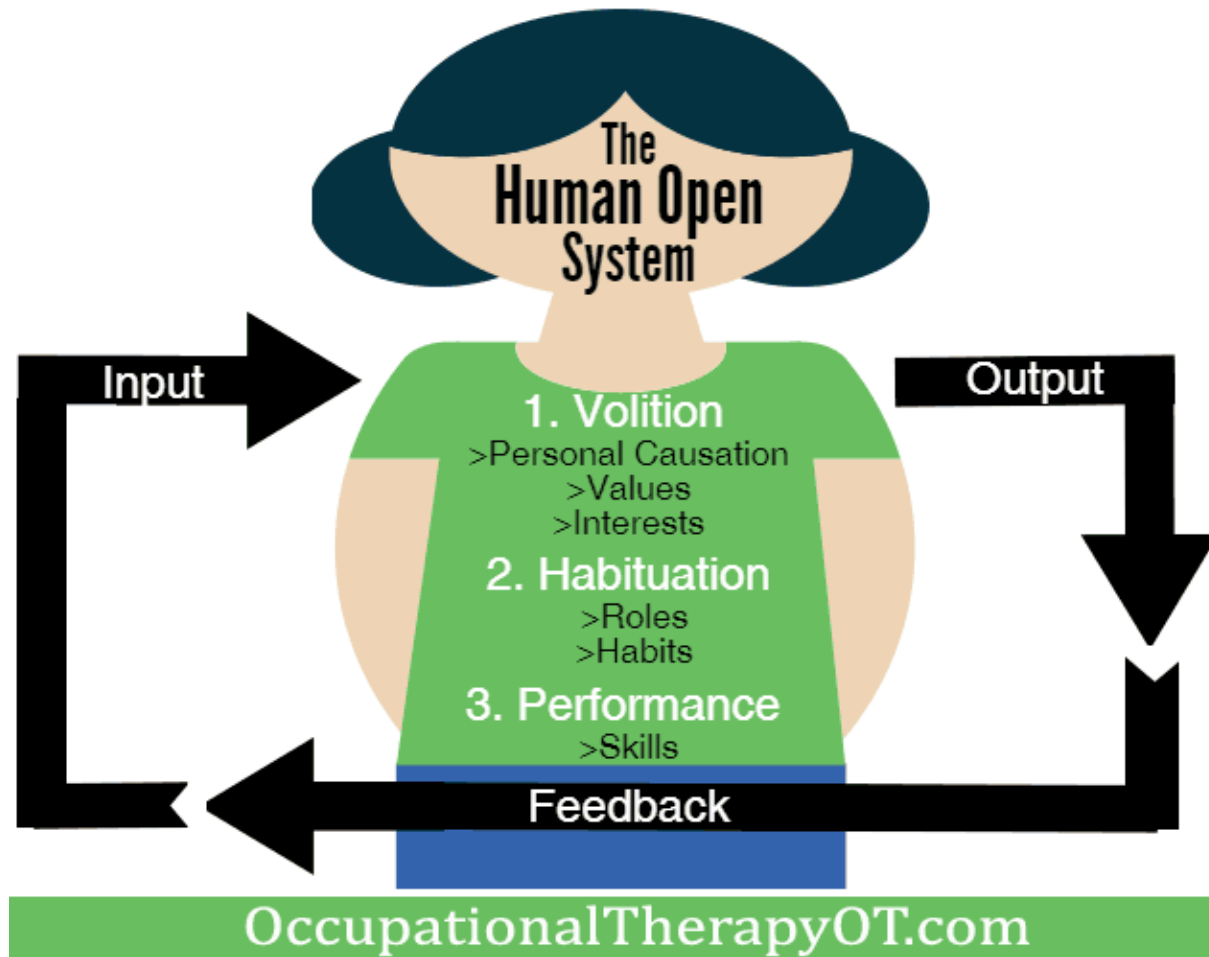 The
Human Open
System
Input
Output
1. Volition
>Personal Causation
>Values
>Interests
2. Habituation
>Roles
>Habits
3. Performance
>Skills
Feedback
OccupationalTherapyOT.com